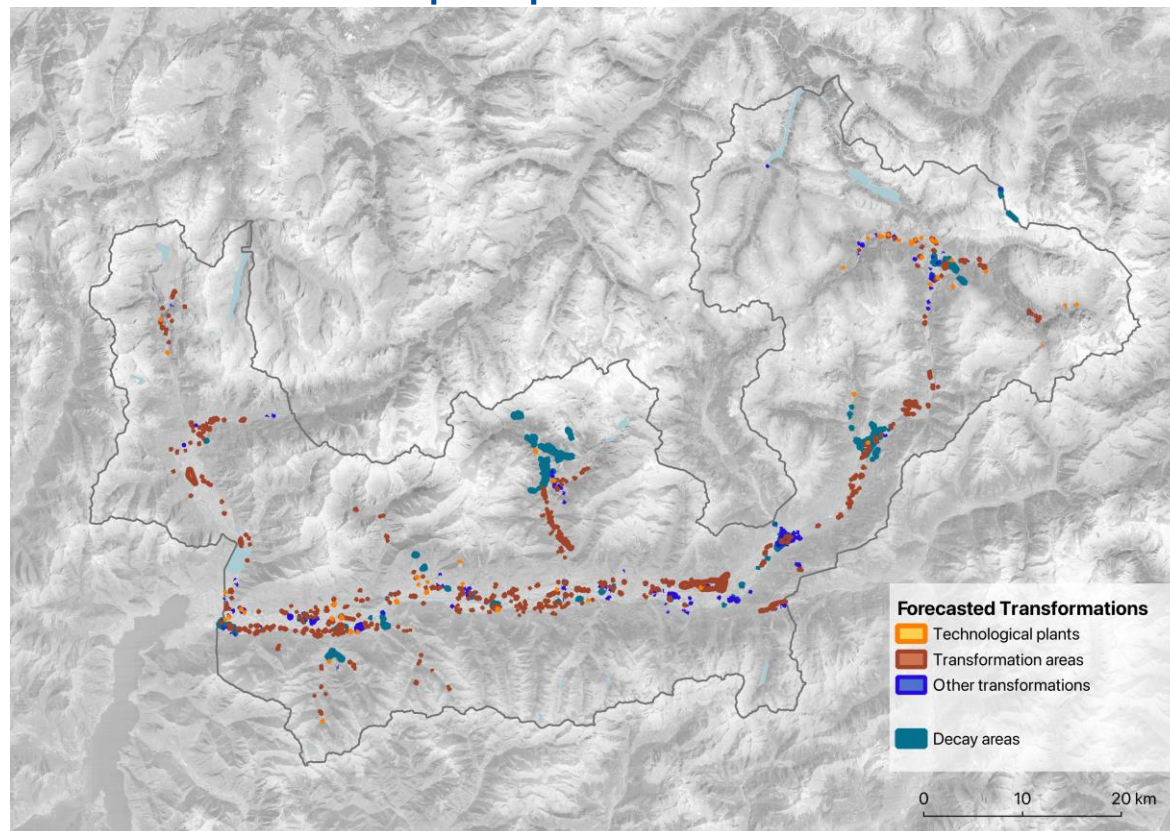 Forecasted Transformations
Technological plants
Transformation areas
Other transformations
Decay areas
0 10 20 km